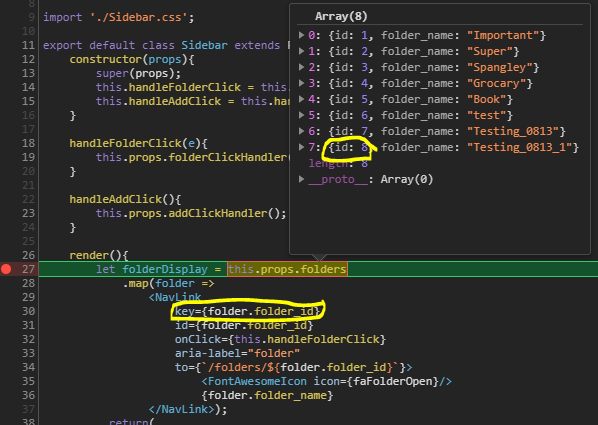 8
9
10 import './Sidebar.css';
11 export default class Sidebar extends
12 constructor(props){
13 super(props);
14 this.handleFolderClick = this.
15 this.handleAddClick = this.han
16 }
17
18 handleFolderClick(e){
19 this.props.folderClickHandler(
20 }
21
22 handleAddClick(){
23 this.props.addClickHandler();
24 }
25
26 render(){
27 let folderDisplay = this.props.folders
28 .map(folder =>
29 <NavLink
30 key={folder.folder_id}
31 id={folder.folder_id}
32 onClick={this.handleFolderClick}
33 aria-label="folder"
34 to={`/folders/${folder.folder_id}`}>
35 <FontAwesomeIcon icon={faFolderOpen}/>
36 {folder.folder_name}
37 </NavLink>);
38 return(
Array(8)
0: {id: 1, folder_name: "Important"}
1: {id: 2, folder_name: "Super"}
2: {id: 3, folder_name: "Spangley"}
3: {id: 4, folder_name: "Grocary"}
4: {id: 5, folder_name: "Book"}
5: {id: 6, folder_name: "test"}
6: {id: 7, folder_name: "Testing_0813"}
7: {id: 8, folder_name: "Testing_0813_1"}
length: 8
__proto__: Array(0)